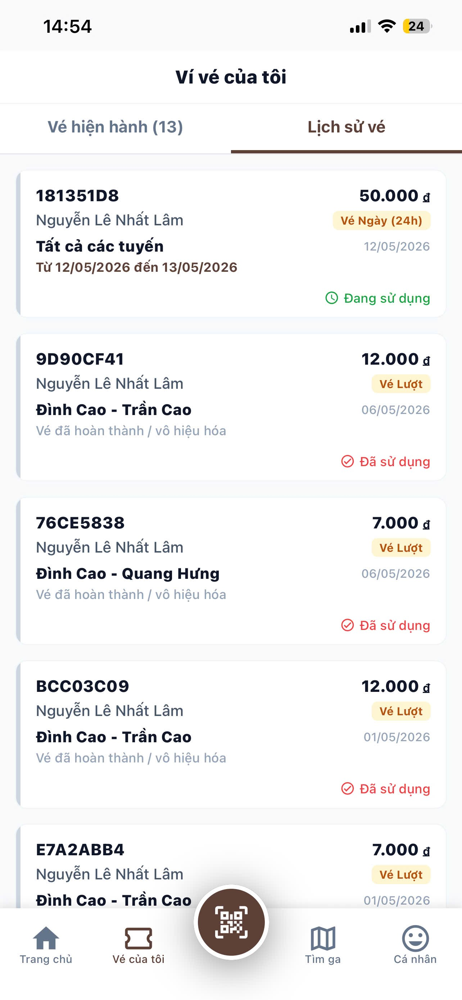 14:54
24
Ví vé của tôi
Vé hiện hành (13)
Lịch sử vé
181351D8
50.000 ₫
Nguyễn Lê Nhất Lâm
Vé Ngày (24h)
Tất cả các tuyến
12/05/2026
Từ 12/05/2026 đến 13/05/2026
Đang sử dụng
9D90CF41
12.000 ₫
Nguyễn Lê Nhất Lâm
Vé Lượt
Đình Cao - Trần Cao
06/05/2026
Vé đã hoàn thành / vô hiệu hóa
Đã sử dụng
76CE5838
7.000 ₫
Nguyễn Lê Nhất Lâm
Vé Lượt
Đình Cao - Quang Hưng
06/05/2026
Vé đã hoàn thành / vô hiệu hóa
Đã sử dụng
BCC03C09
12.000 ₫
Nguyễn Lê Nhất Lâm
Vé Lượt
Đình Cao - Trần Cao
01/05/2026
Vé đã hoàn thành / vô hiệu hóa
Đã sử dụng
E7A2ABB4
7.000 ₫
Nguyễn Lê Nhất Lâm
Vé Lượt
Đình Cao - Trần Cao
01/05/2026
Trang chủ
Vé của tôi
Tìm ga
Cá nhân